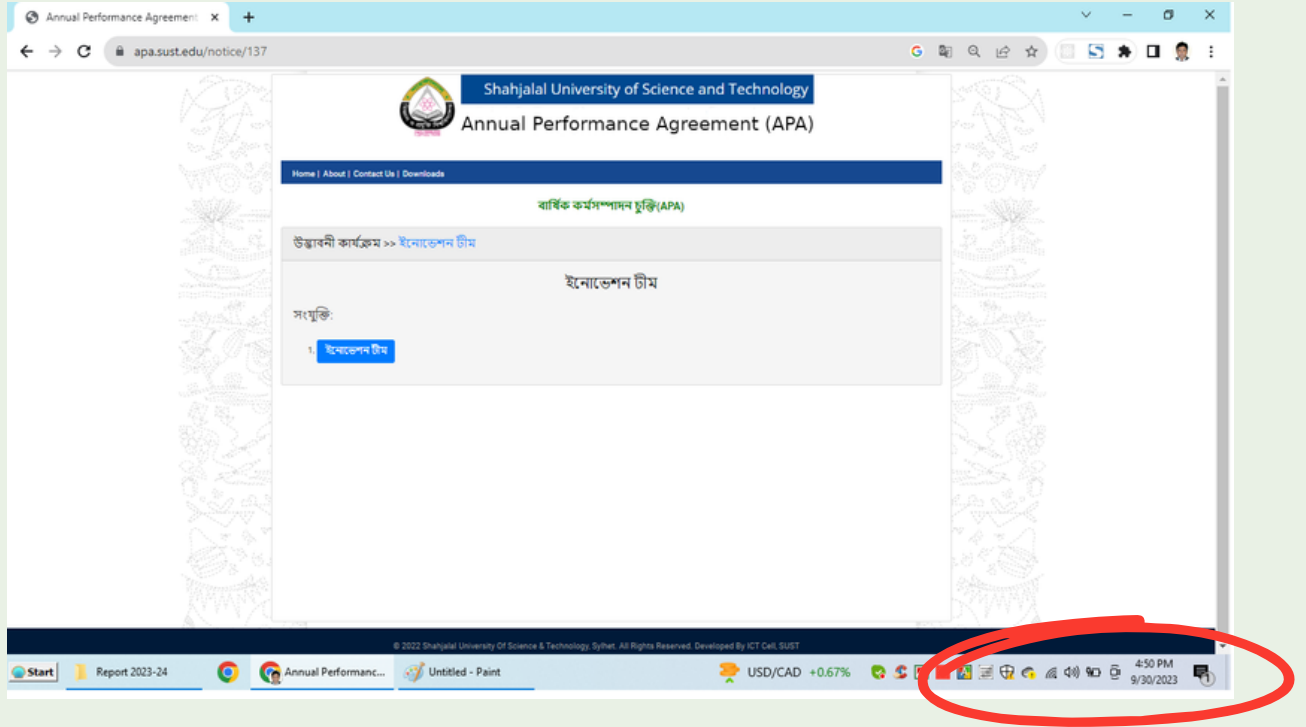 Annual Performance Agreement
apa.sust.edu/notice/137
Shahjalal University of Science and Technology
Annual Performance Agreement (APA)
Home | About | Contact Us | Downloads
বার্ষিক কর্মসম্পাদন চুক্তি(APA)
উদ্ভাবনী কার্যক্রম >> ইনোভেশন টীম
ইনোভেশন টীম
সংযুক্তি:
1. ইনোভেশন টীম
© 2022 Shahjalal University Of Science & Technology, Sylhet. All Rights Reserved. Developed By ICT Cell, SUST
Start Report 2023-24 Annual Performanc... Untitled - Paint USD/CAD +0.67% 4:50 PM
9/30/2023